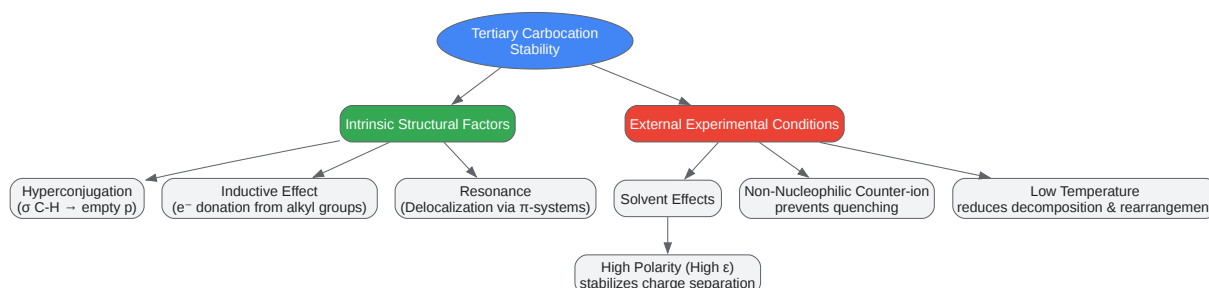 Tertiary Carbocation
Stability
Intrinsic Structural Factors
External Experimental Conditions
Hyperconjugation
(σ C-H → empty p)
Inductive Effect
(e⁻ donation from alkyl groups)
Resonance
(Delocalization via π-systems)
Solvent Effects
Non-Nucleophilic Counter-ion
prevents quenching
Low Temperature
reduces decomposition & rearrangemen
High Polarity (High ε)
stabilizes charge separation